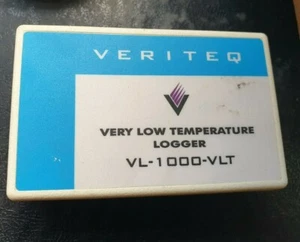 VERITEQ
VERY LOW TEMPERATURE
LOGGER
VL-1000-VLT